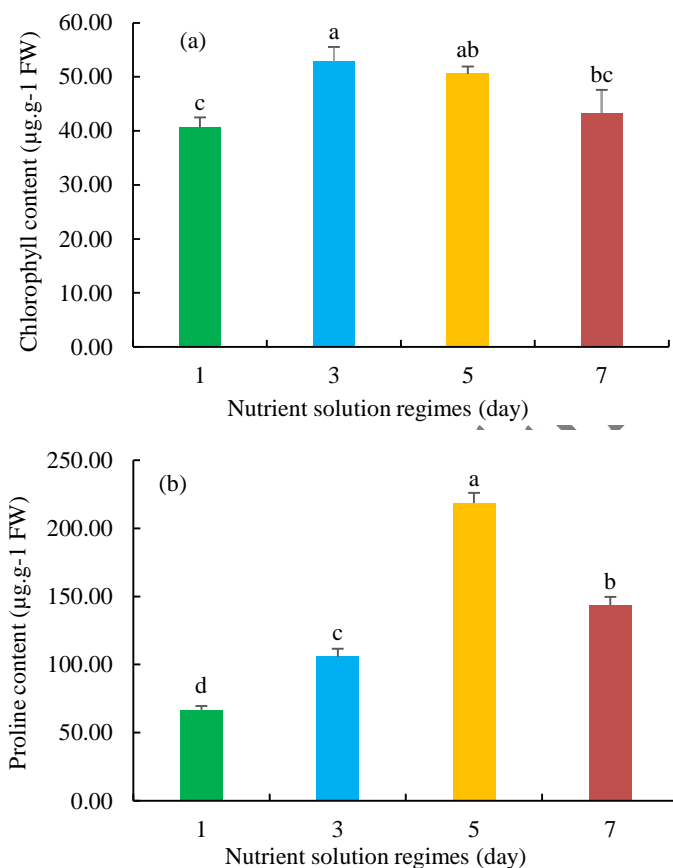 60.00
50.00
40.00
30.00
20.00
10.00
0.00
Chlorophyll content (µg.g-1 FW)
(a)
c
a
ab
bc
1 3 5 7
Nutrient solution regimes (day)
250.00
200.00
150.00
100.00
50.00
0.00
Proline content (µg.g-1 FW)
(b)
d
c
a
b
1 3 5 7
Nutrient solution regimes (day)